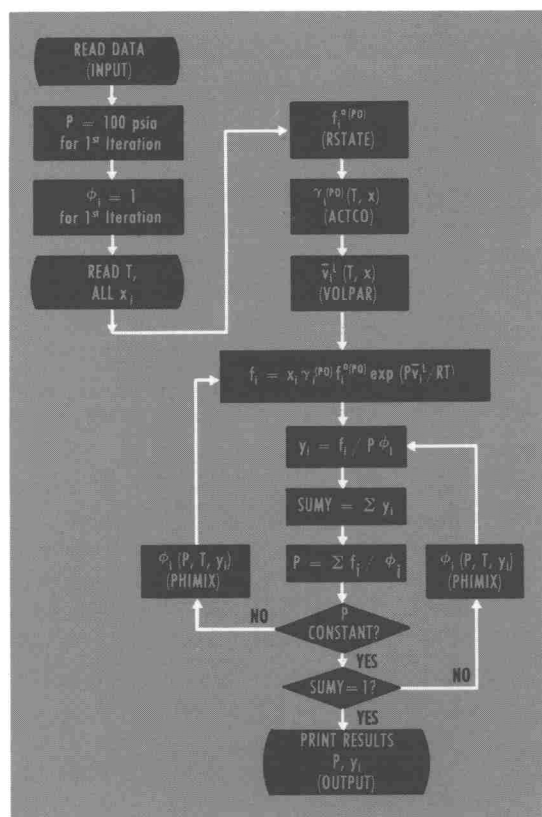 READ DATA
(INPUT)
P = 100 psia
for 1st Iteration
ϕi = 1
for 1st Iteration
READ T,
ALL xi
fi°(PO)
(RSTATE)
γi(PO) (T, x)
(ACTCO)
v̄iL (T, x)
(VOLPAR)
fi = xi γi(PO) fi°(PO) exp (Pv̄iL/RT)
yi = fi / P ϕi
SUMY = Σ yi
P = Σ fi / ϕi
ϕi (P, T, yi)
(PHIMIX)
ϕi (P, T, yi)
(PHIMIX)
NO
P
CONSTANT?
YES
SUMY = 1?
NO
YES
PRINT RESULTS
P, yi
(OUTPUT)